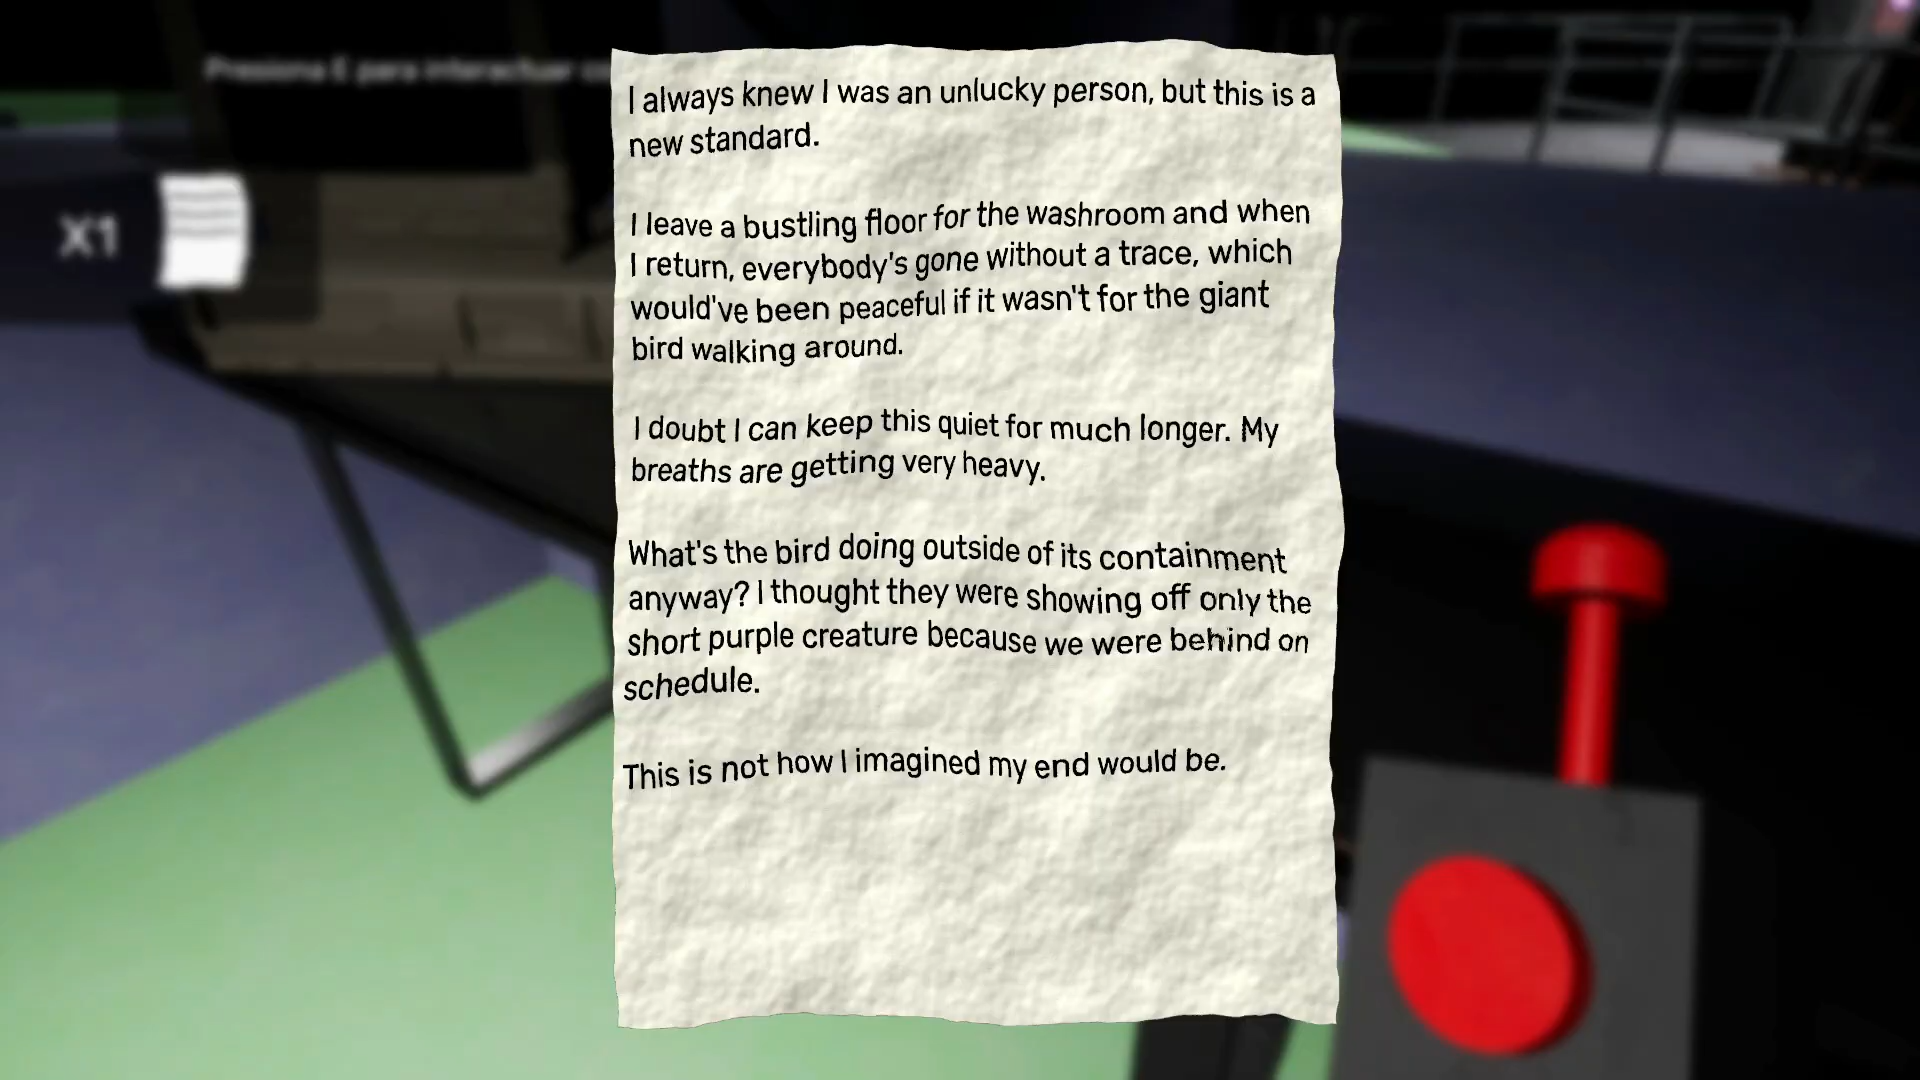 Presiona E para interactuar co
I always knew I was an unlucky person, but this is a
new standard.
X1
I leave a bustling floor for the washroom and when
I return, everybody's gone without a trace, which
would've been peaceful if it wasn't for the giant
bird walking around.
I doubt I can keep this quiet for much longer. My
breaths are getting very heavy.
What's the bird doing outside of its containment
anyway? I thought they were showing off only the
short purple creature because we were behind on
schedule.
This is not how I imagined my end would be.